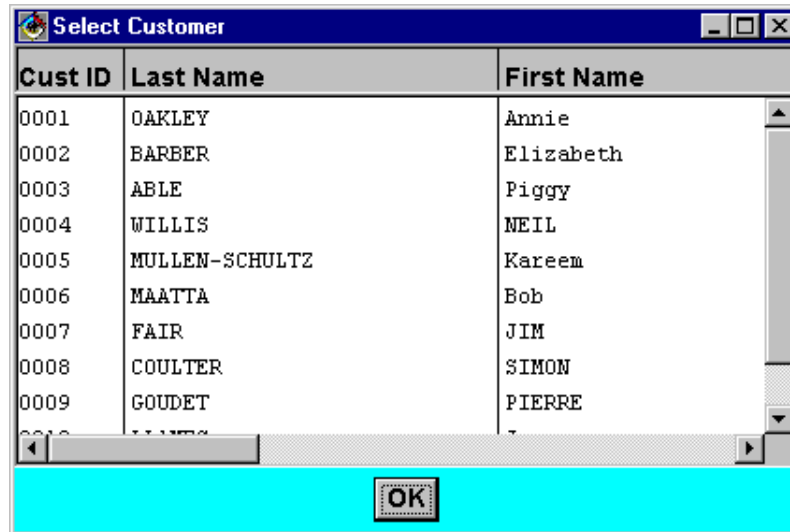 Select Customer
Cust ID Last Name First Name
0001 OAKLEY Annie
0002 BARBER Elizabeth
0003 ABLE Piggy
0004 WILLIS NEIL
0005 MULLEN-SCHULTZ Kareem
0006 MAATTA Bob
0007 FAIR JIM
0008 COULTER SIMON
0009 GOUDET PIERRE
OK